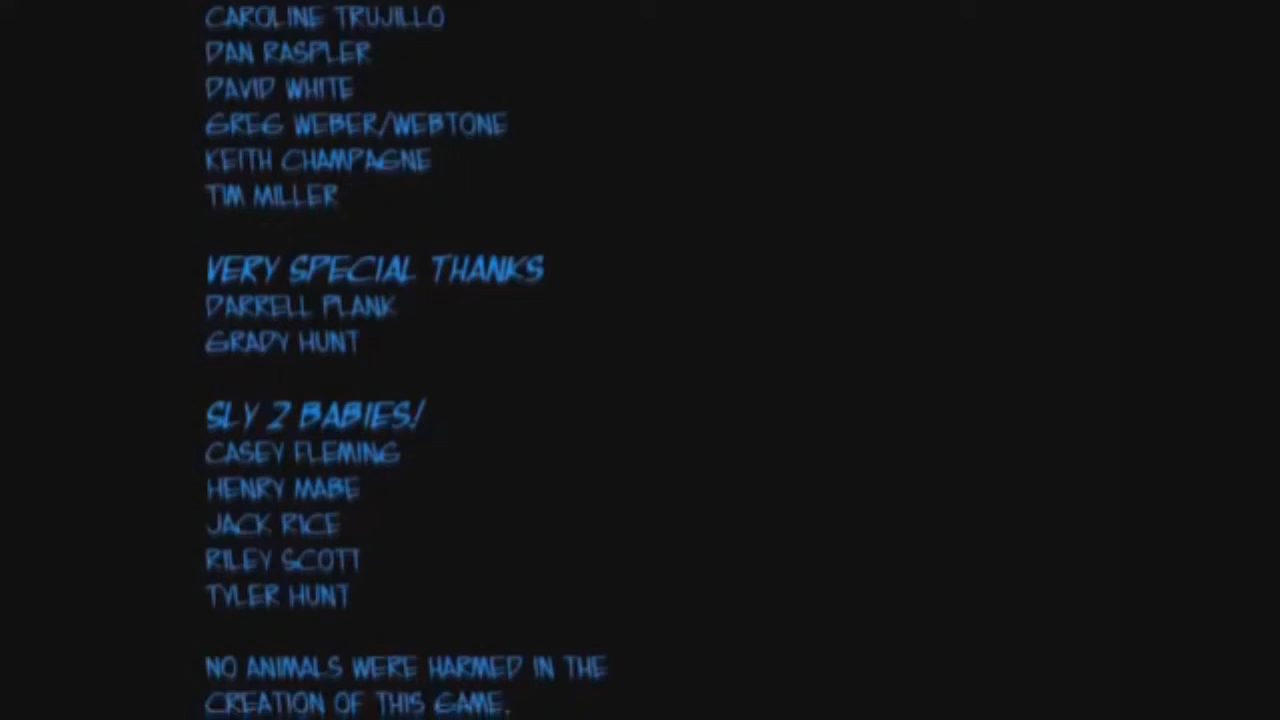 CAROLINE TRUJILLO
DAN RASPLER
DAVID WHITE
GREG WEBER/WEBTONE
KEITH CHAMPAGNE
TIM MILLER
VERY SPECIAL THANKS
DARRELL PLANK
GRADY HUNT
SLY 2 BABIES!
CASEY FLEMING
HENRY MABE
JACK RICE
RILEY SCOTT
TYLER HUNT
NO ANIMALS WERE HARMED IN THE
CREATION OF THIS GAME.